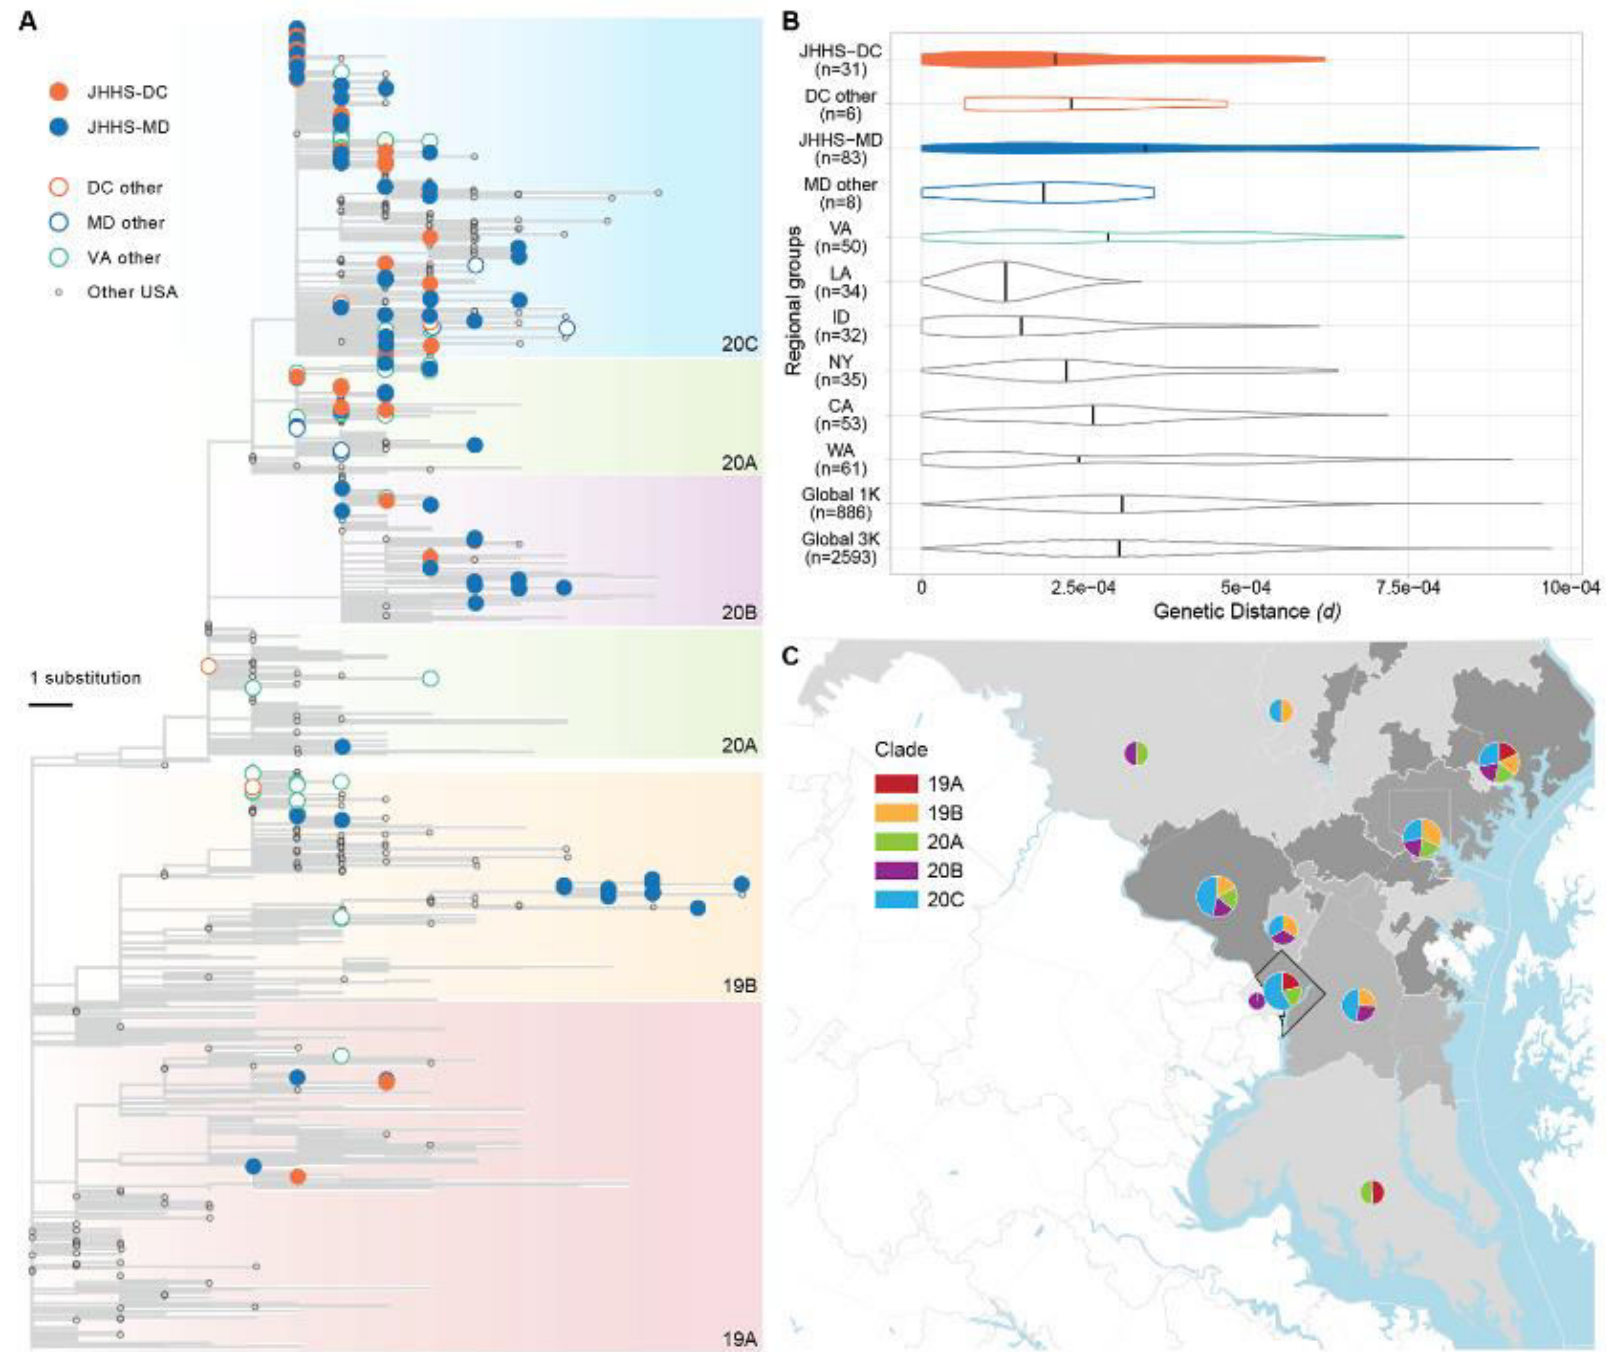 A
JHHS-DC
JHHS-MD
DC other
MD other
VA other
Other USA
1 substitution
20C
20A
20B
20A
19B
19A
B
Regional groups
JHHS-DC
(n=31)
DC other
(n=6)
JHHS-MD
(n=83)
MD other
(n=8)
VA
(n=50)
LA
(n=34)
ID
(n=32)
NY
(n=35)
CA
(n=53)
WA
(n=61)
Global 1K
(n=886)
Global 3K
(n=2593)
0 2.5e-04 5e-04 7.5e-04 10e-04
Genetic Distance (d)
C
Clade
19A
19B
20A
20B
20C